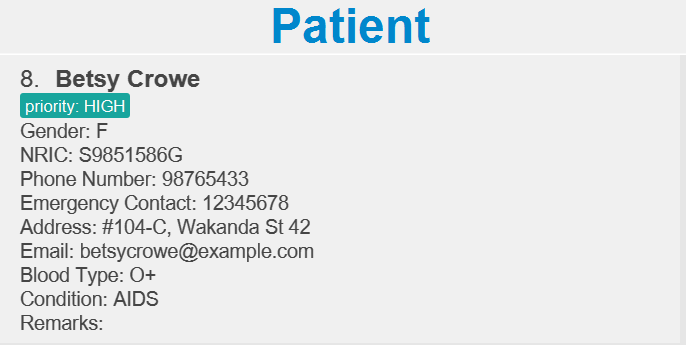 Patient
8. Betsy Crowe
priority: HIGH
Gender: F
NRIC: S9851586G
Phone Number: 98765433
Emergency Contact: 12345678
Address: #104-C, Wakanda St 42
Email: betsycrowe@example.com
Blood Type: O+
Condition: AIDS
Remarks: